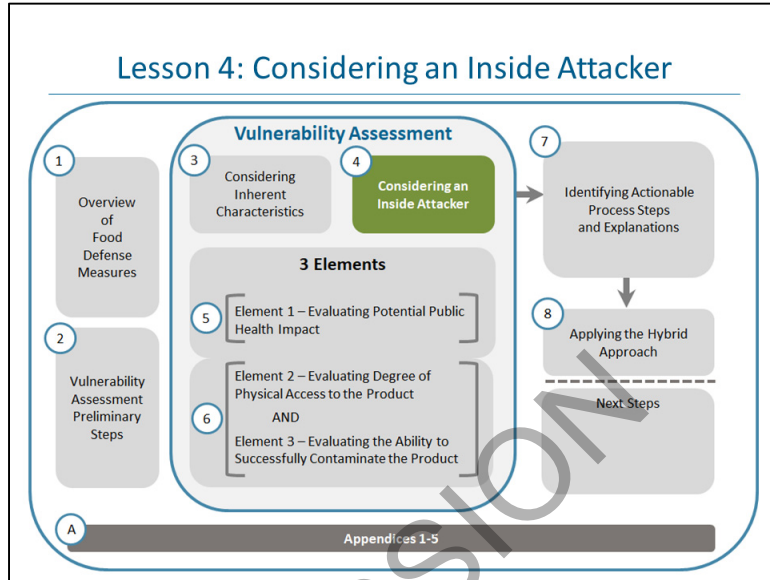 Lesson 4: Considering an Inside Attacker
Vulnerability Assessment
1
Overview
of
Food
Defense
Measures
2
Vulnerability
Assessment
Preliminary
Steps
3
Considering
Inherent
Characteristics
4
Considering an
Inside Attacker
3 Elements
5
Element 1 – Evaluating Potential Public
Health Impact
6
Element 2 – Evaluating Degree of
Physical Access to the Product
AND
Element 3 – Evaluating the Ability to
Successfully Contaminate the Product
7
Identifying Actionable
Process Steps
and Explanations
8
Applying the Hybrid
Approach
Next Steps
A
Appendices 1-5